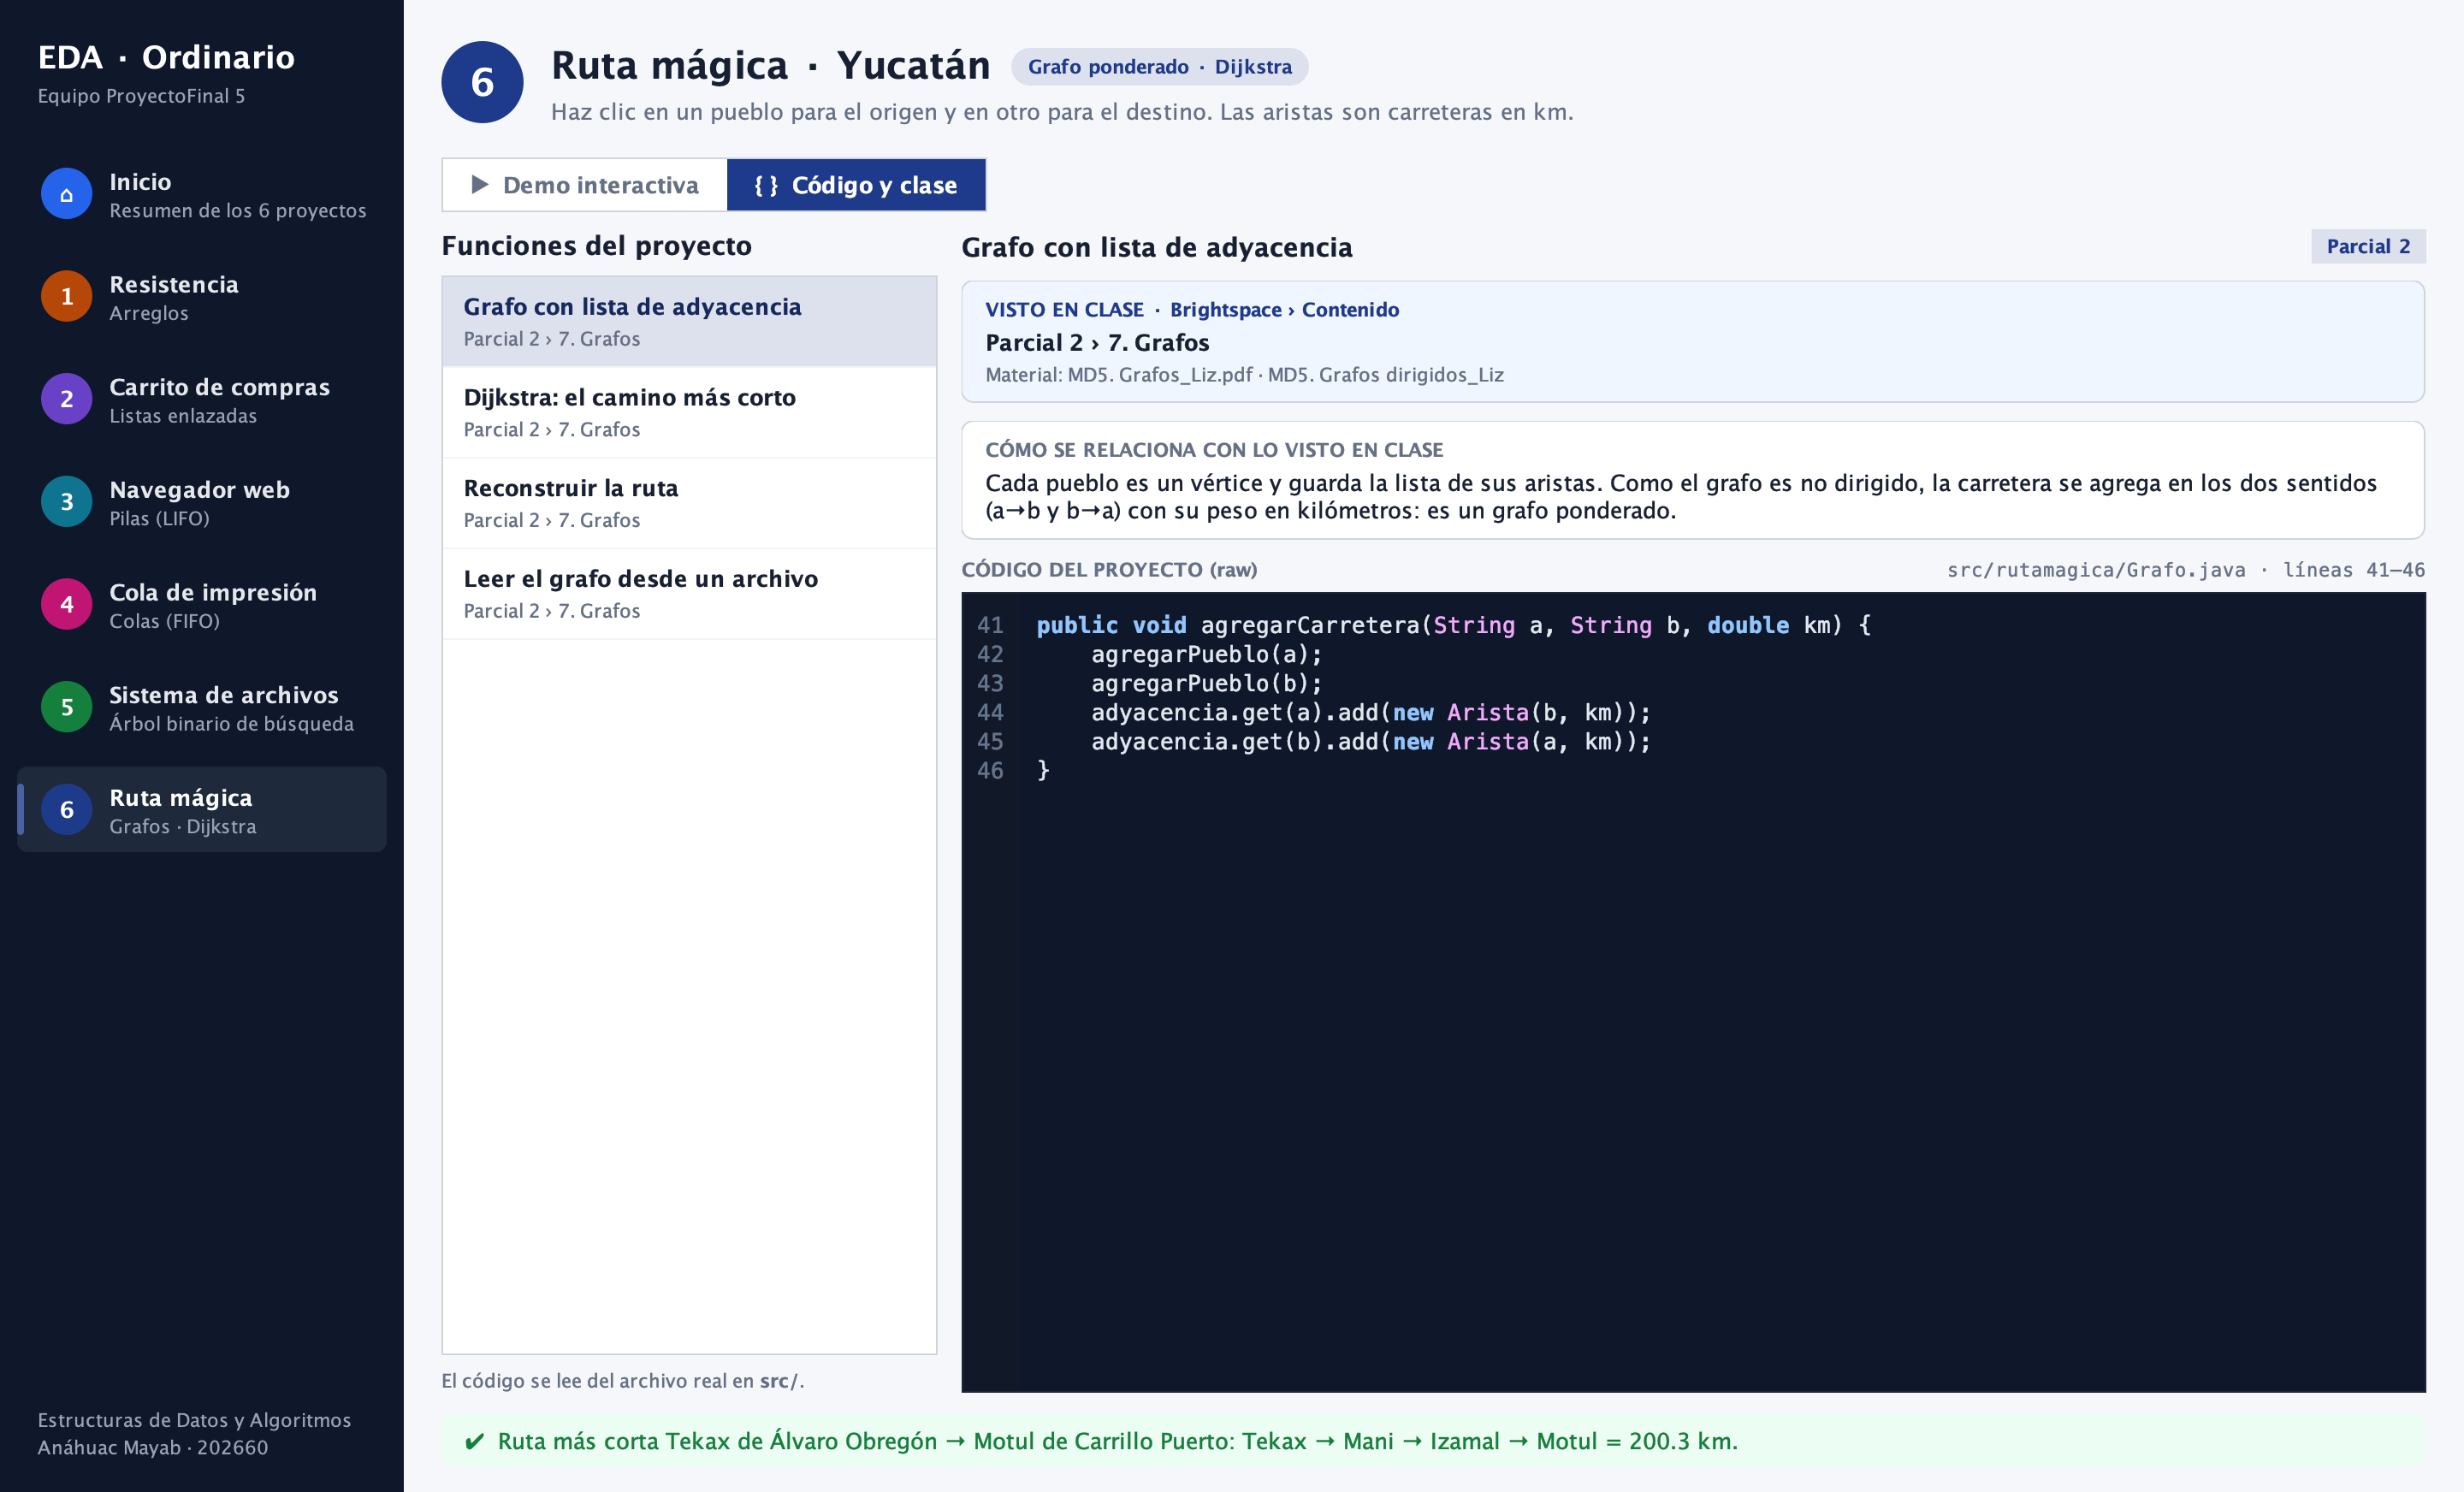 EDA · Ordinario
Equipo ProyectoFinal 5
⌂
Inicio
Resumen de los 6 proyectos
1
Resistencia
Arreglos
2
Carrito de compras
Listas enlazadas
3
Navegador web
Pilas (LIFO)
4
Cola de impresión
Colas (FIFO)
5
Sistema de archivos
Árbol binario de búsqueda
6
Ruta mágica
Grafos · Dijkstra
Estructuras de Datos y Algoritmos
Anáhuac Mayab · 202660
6
Ruta mágica · Yucatán
Grafo ponderado · Dijkstra
Haz clic en un pueblo para el origen y en otro para el destino. Las aristas son carreteras en km.
▶ Demo interactiva
{ } Código y clase
Funciones del proyecto
Grafo con lista de adyacencia
Parcial 2 › 7. Grafos
Dijkstra: el camino más corto
Parcial 2 › 7. Grafos
Reconstruir la ruta
Parcial 2 › 7. Grafos
Leer el grafo desde un archivo
Parcial 2 › 7. Grafos
El código se lee del archivo real en src/.
Grafo con lista de adyacencia
Parcial 2
VISTO EN CLASE · Brightspace › Contenido
Parcial 2 › 7. Grafos
Material: MD5. Grafos_Liz.pdf · MD5. Grafos dirigidos_Liz
CÓMO SE RELACIONA CON LO VISTO EN CLASE
Cada pueblo es un vértice y guarda la lista de sus aristas. Como el grafo es no dirigido, la carretera se agrega en los dos sentidos
(a→b y b→a) con su peso en kilómetros: es un grafo ponderado.
CÓDIGO DEL PROYECTO (raw)
src/rutamagica/Grafo.java · líneas 41–46
41 public void agregarCarretera(String a, String b, double km) {
42     agregarPueblo(a);
43     agregarPueblo(b);
44     adyacencia.get(a).add(new Arista(b, km));
45     adyacencia.get(b).add(new Arista(a, km));
46 }
✔ Ruta más corta Tekax de Álvaro Obregón → Motul de Carrillo Puerto: Tekax → Mani → Izamal → Motul = 200.3 km.